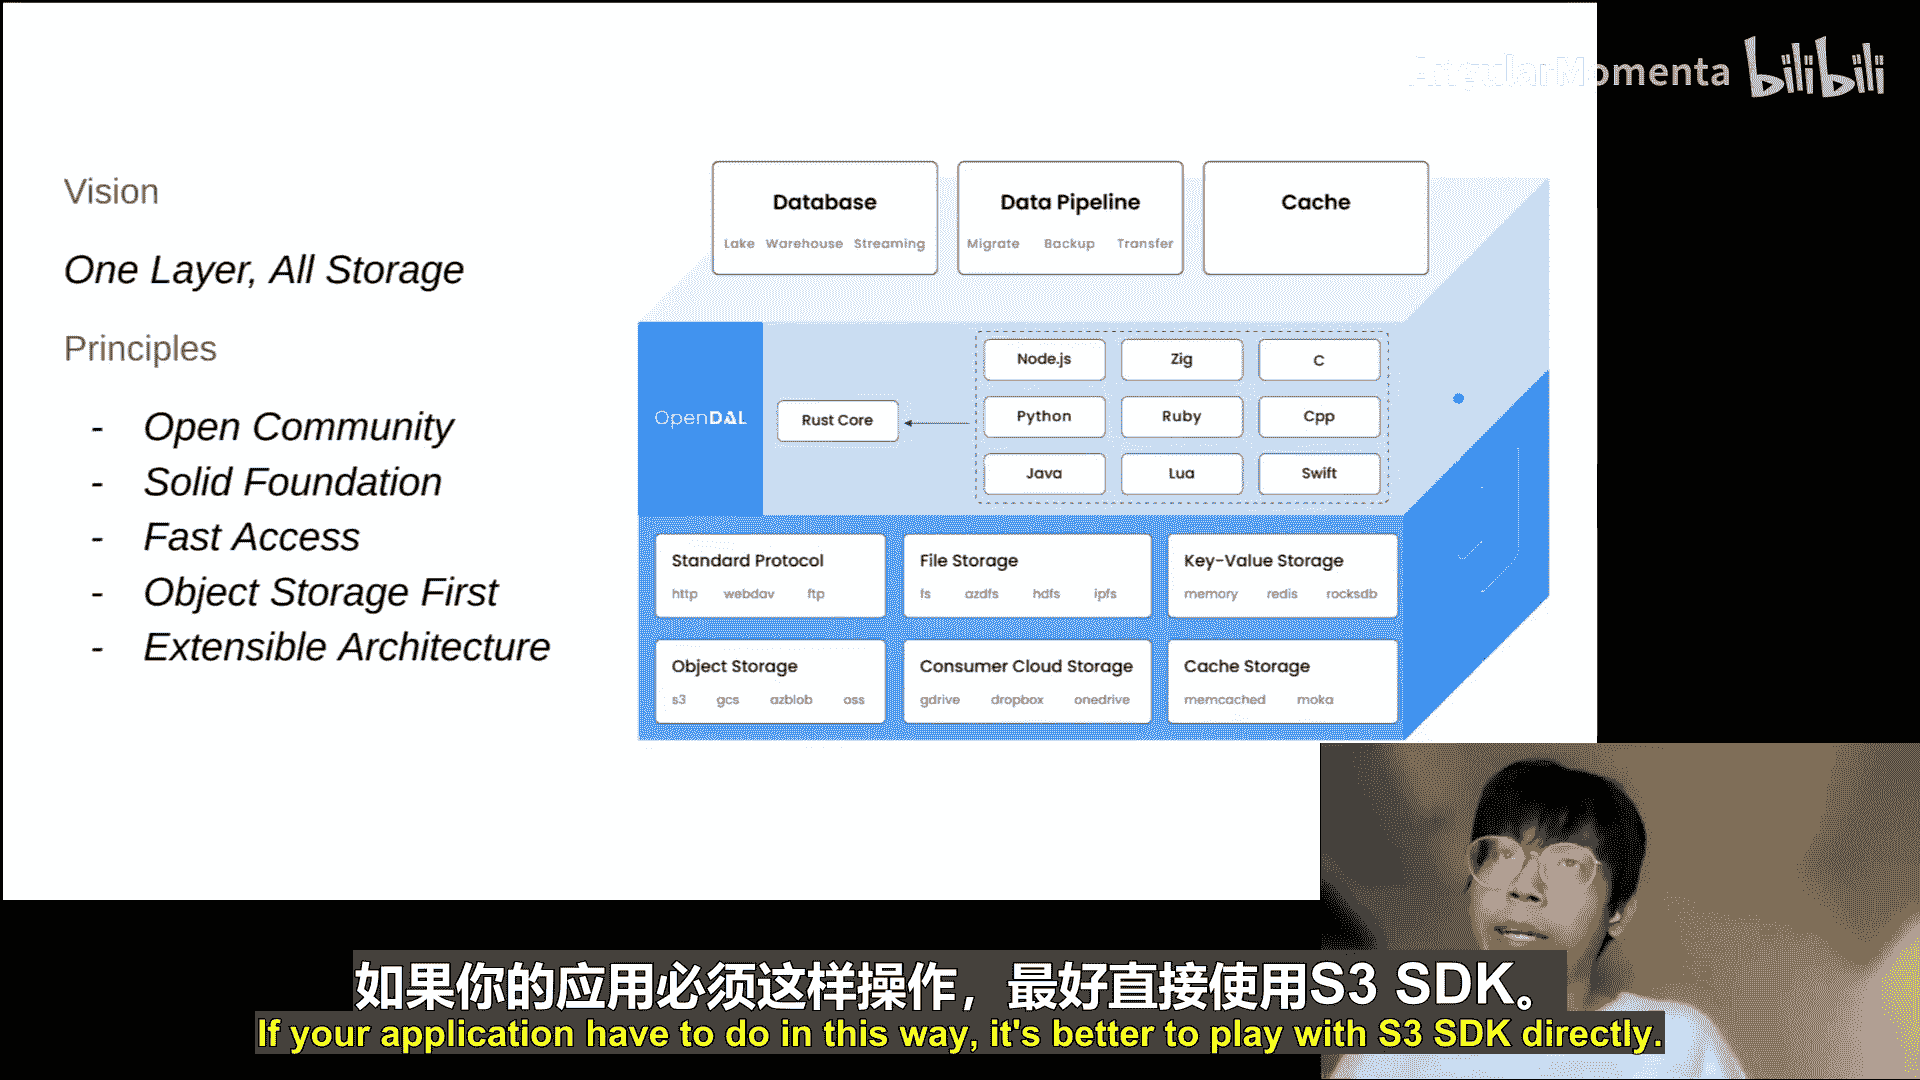 AngularMomenta bilibili
Vision
One Layer, All Storage
Principles
- Open Community
- Solid Foundation
- Fast Access
- Object Storage First
- Extensible Architecture
Database
Lake Warehouse Streaming
Data Pipeline
Migrate Backup Transfer
Cache
OpenDAL
Rust Core
Node.js Zig C
Python Ruby Cpp
Java Lua Swift
Standard Protocol
http webdav ftp
File Storage
fs azdfs hdfs ipfs
Key-Value Storage
memory redis rocksdb
Object Storage
s3 gcs azblob oss
Consumer Cloud Storage
gdrive dropbox onedrive
Cache Storage
memcached moka
如果你的应用必须这样操作，最好直接使用S3 SDK。
If your application have to do in this way, it's better to play with S3 SDK directly.